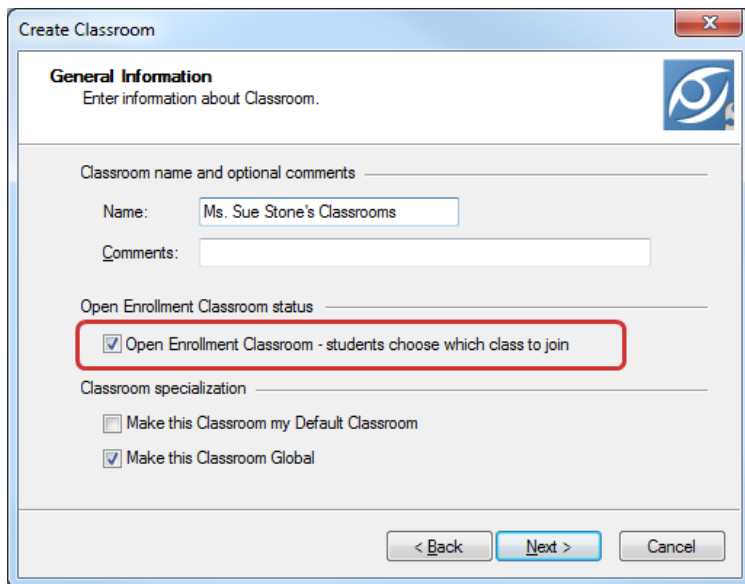 Create Classroom
General Information
Enter information about Classroom.
Classroom name and optional comments
Name: Ms. Sue Stone's Classrooms
Comments:
Open Enrollment Classroom status
Open Enrollment Classroom - students choose which class to join
Classroom specialization
Make this Classroom my Default Classroom
Make this Classroom Global
< Back Next > Cancel